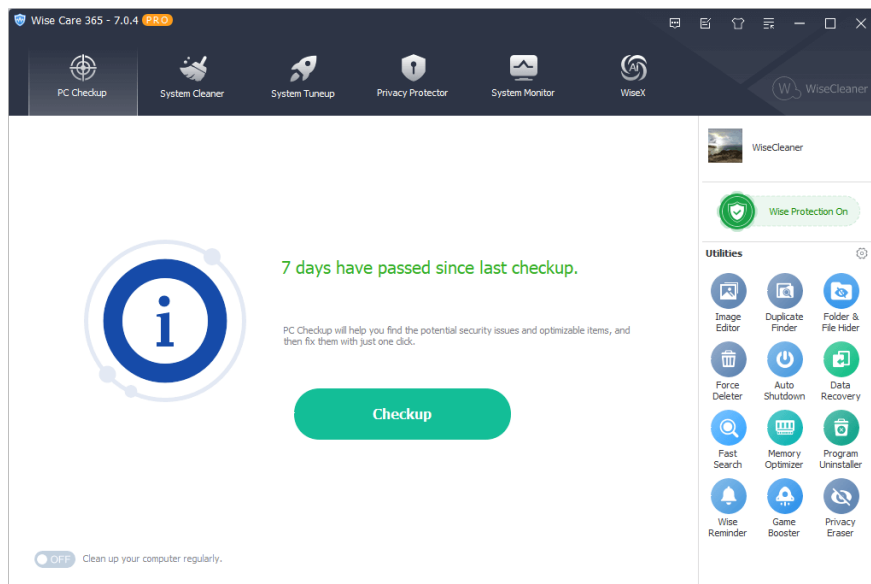 Wise Care 365 - 7.0.4 PRO
PC Checkup
System Cleaner
System Tuneup
Privacy Protector
System Monitor
AI
WiseX
W WiseCleaner
WiseCleaner
Wise Protection On
7 days have passed since last checkup.
PC Checkup will help you find the potential security issues and optimizable items, and
then fix them with just one click.
Checkup
OFF Clean up your computer regularly.
Utilities
Image
Editor
Duplicate
Finder
Folder &
File Hider
Force
Deleter
Auto
Shutdown
Data
Recovery
Fast
Search
Memory
Optimizer
Program
Uninstaller
Wise
Reminder
Game
Booster
Privacy
Eraser